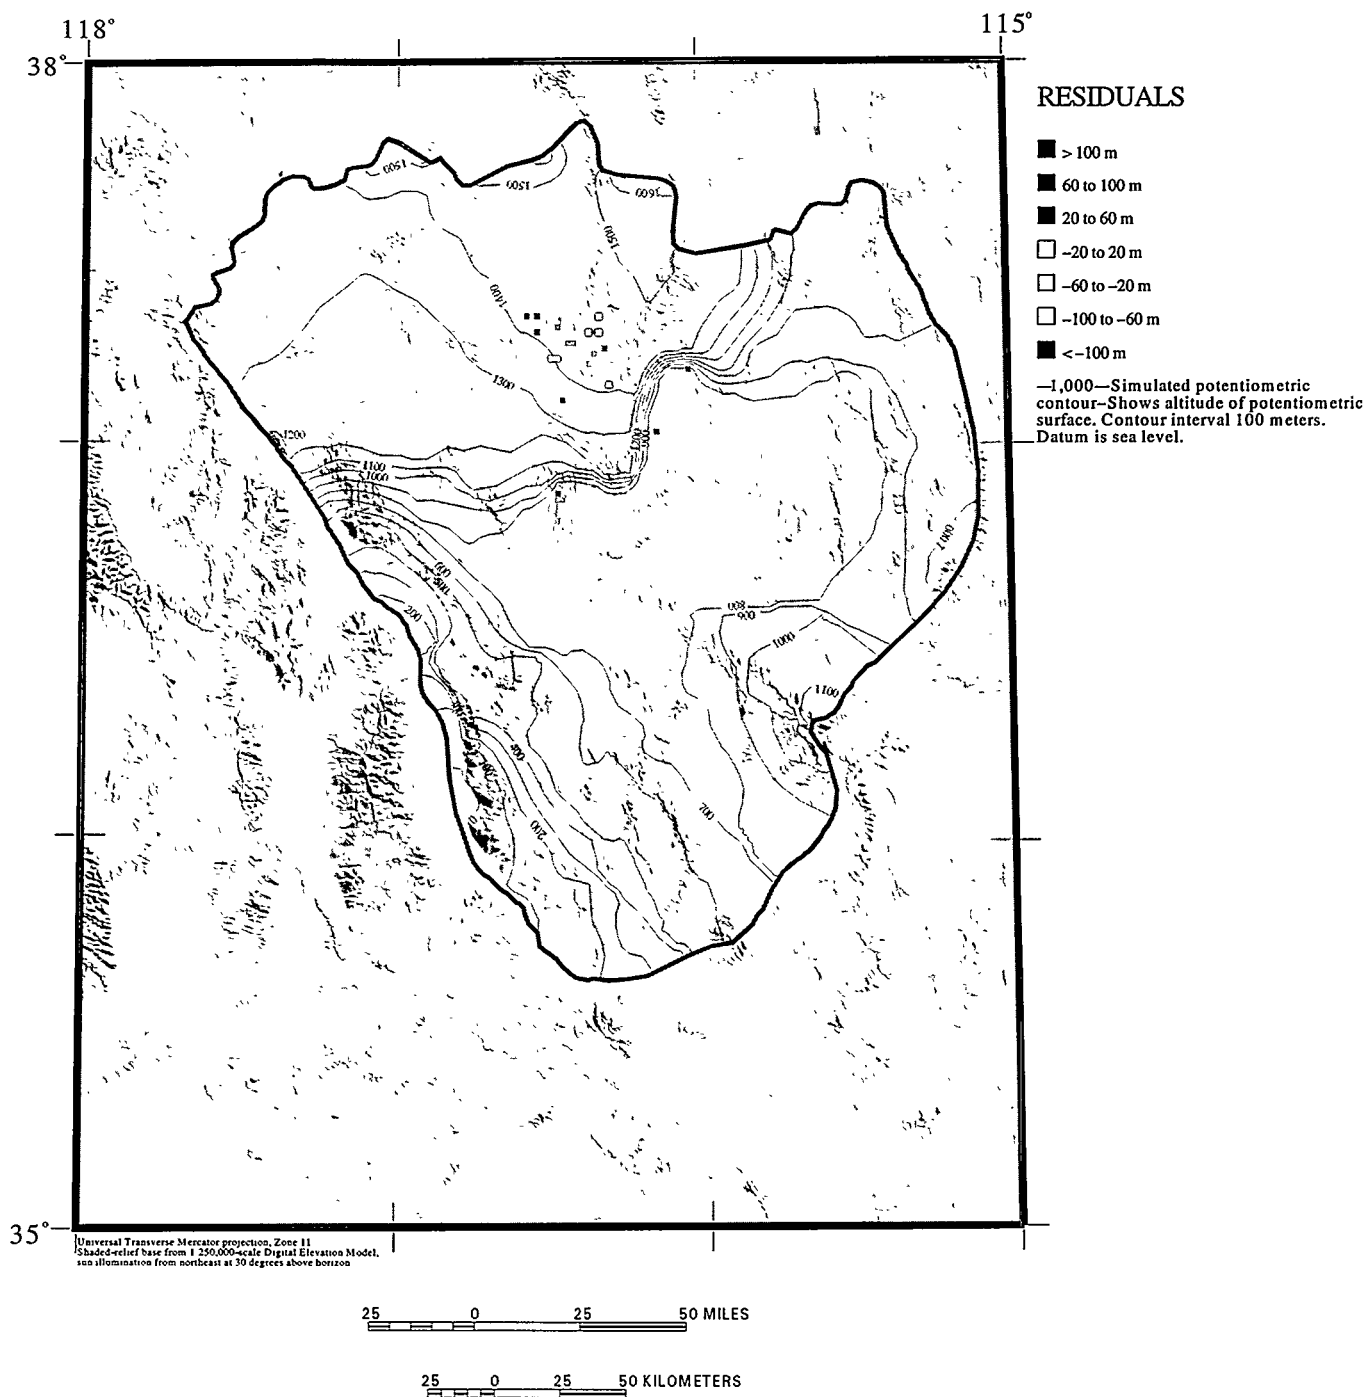 118°
115°
38°
RESIDUALS
> 100 m
60 to 100 m
20 to 60 m
–20 to 20 m
–60 to –20 m
–100 to –60 m
<–100 m
—1,000—Simulated potentiometric
contour–Shows altitude of potentiometric
surface. Contour interval 100 meters.
Datum is sea level.
1500
1500
1600
1500
1400
1300
1200
1200
1100
1000
600
500
200
800
900
1000
1000
1100
400
200
700
35°
Universal Transverse Mercator projection, Zone 11
Shaded-relief base from 1 250,000-scale Digital Elevation Model,
sun illumination from northeast at 30 degrees above horizon
25 0 25 50 MILES
25 0 25 50 KILOMETERS